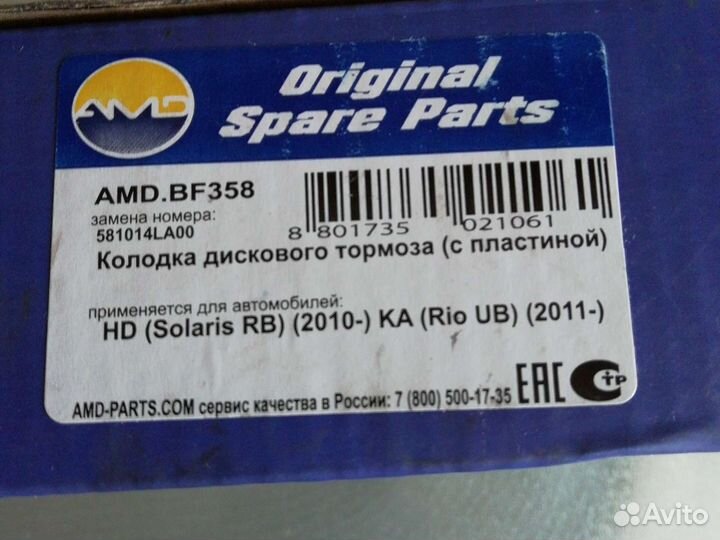 AMD
Original
Spare Parts
AMD.BF358
замена номера:
581014LA00
8 801735 021061
Колодка дискового тормоза (с пластиной)
применяется для автомобилей:
HD (Solaris RB) (2010-) KA (Rio UB) (2011-)
AMD-PARTS.COM сервис качества в России: 7 (800) 500-17-35
EAC
СТР
Avito